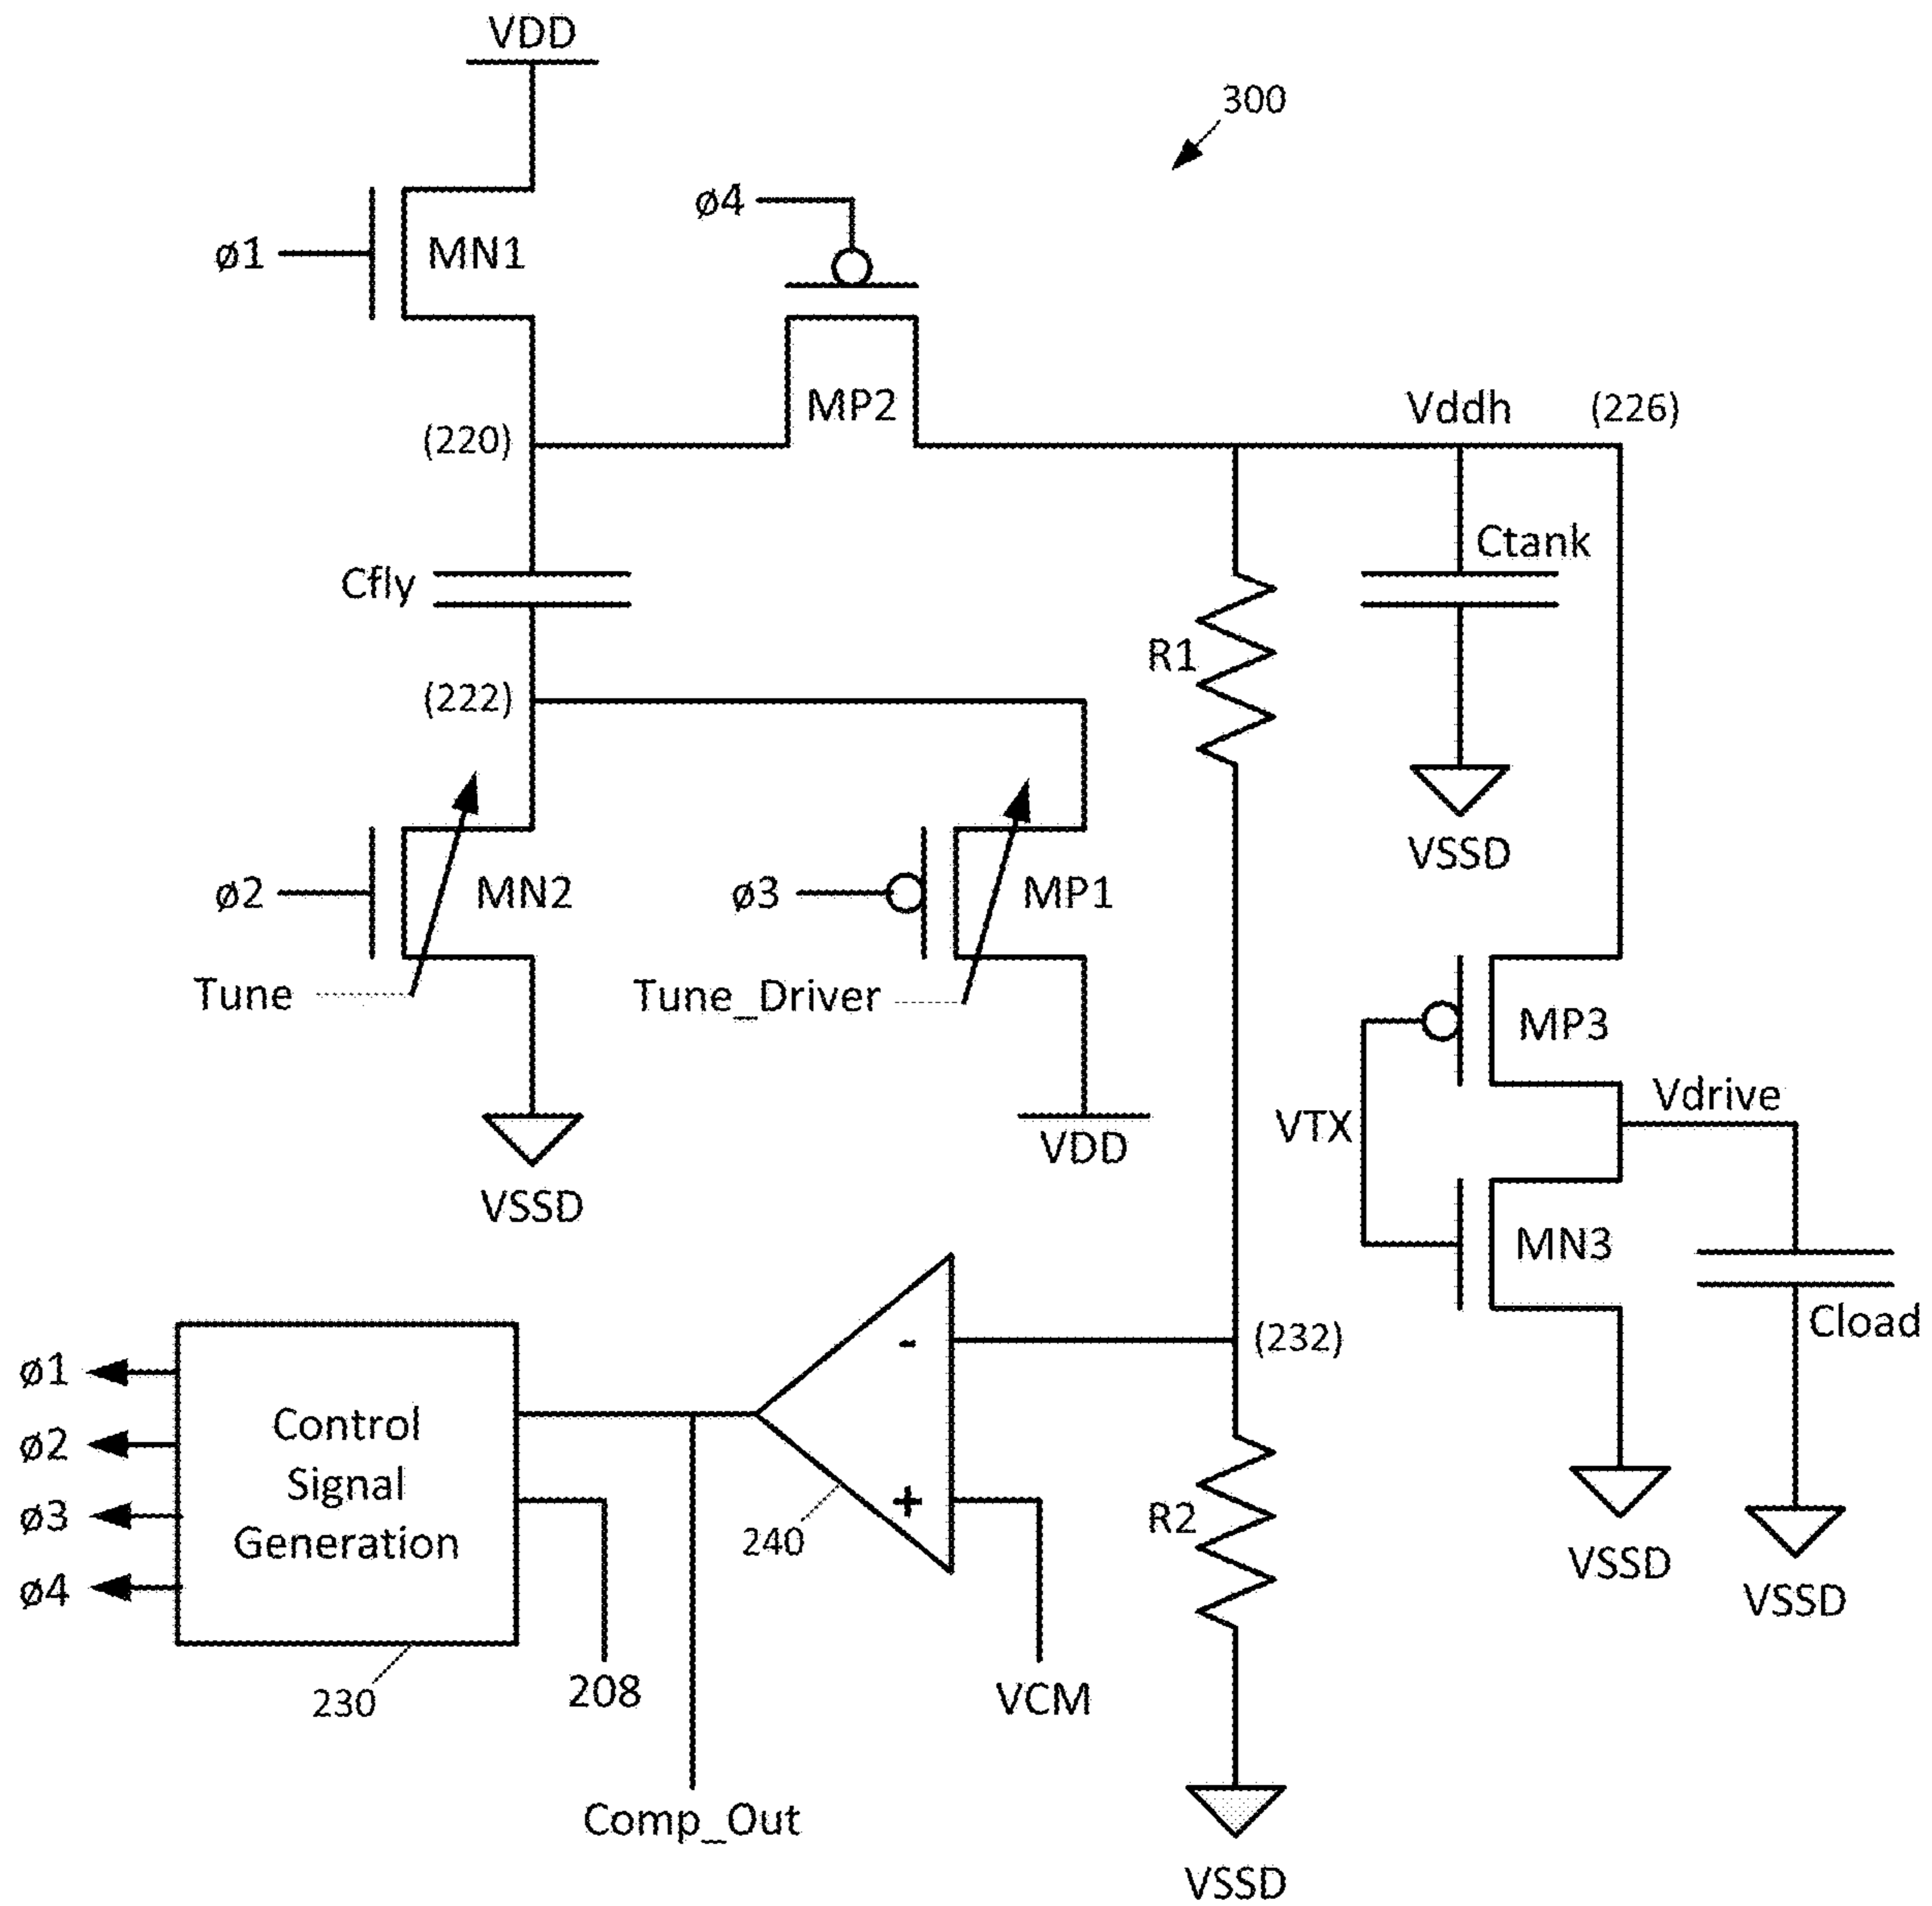 VDD
300
ø4
ø1
MN1
MP2
Vddh
(226)
(220)
Ctank
Cfly
R1
(222)
VSSD
ø2
MN2
ø3
MP1
Tune
Tune_Driver
MP3
Vdrive
VTX
VDD
VSSD
MN3
Cload
(232)
-
ø1
ø2
ø3
ø4
Control
Signal
Generation
+
240
R2
VSSD
VSSD
230
208
VCM
Comp_Out
VSSD